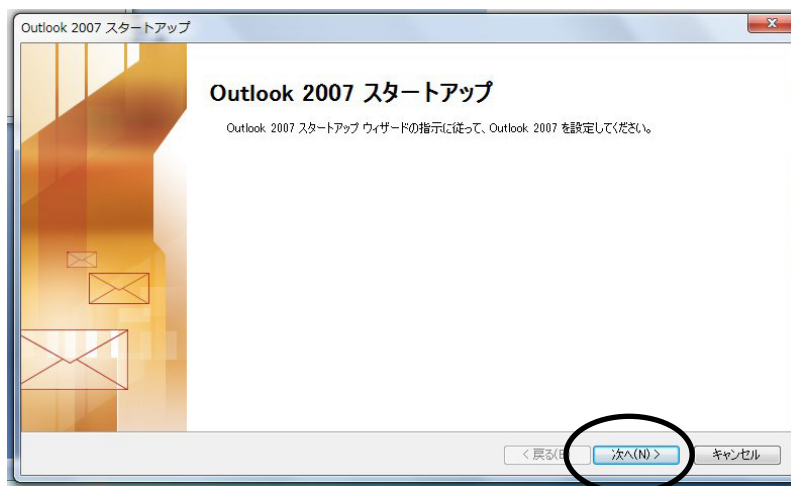 Outlook 2007 スタートアップ
Outlook 2007 スタートアップ
Outlook 2007 スタートアップ ウィザードの指示に従って、Outlook 2007 を設定してください。
< 戻る(B 次へ(N) > キャンセル